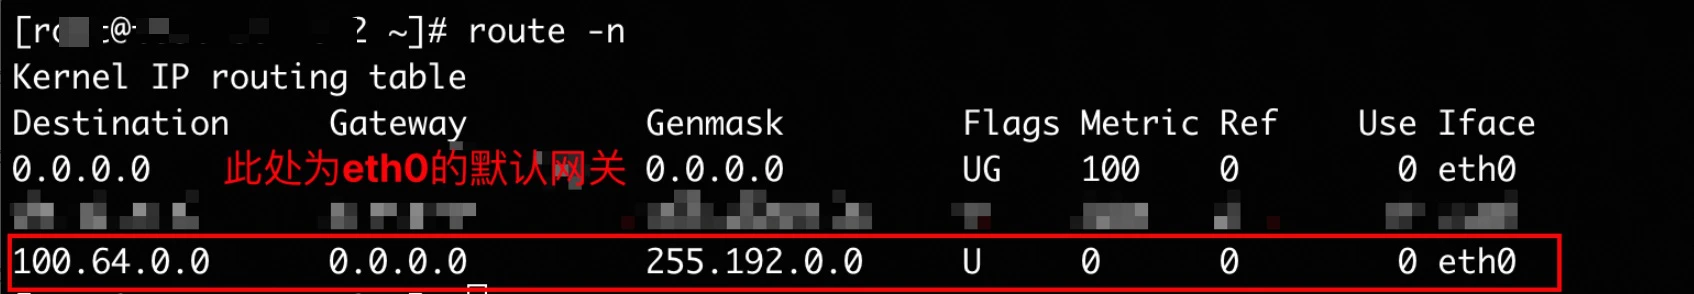 ~]# route -n
Kernel IP routing table
Destination Gateway Genmask Flags Metric Ref Use Iface
0.0.0.0 此处为eth0的默认网关 0.0.0.0 UG 100 0 0 eth0
100.64.0.0 0.0.0.0 255.192.0.0 U 0 0 0 eth0